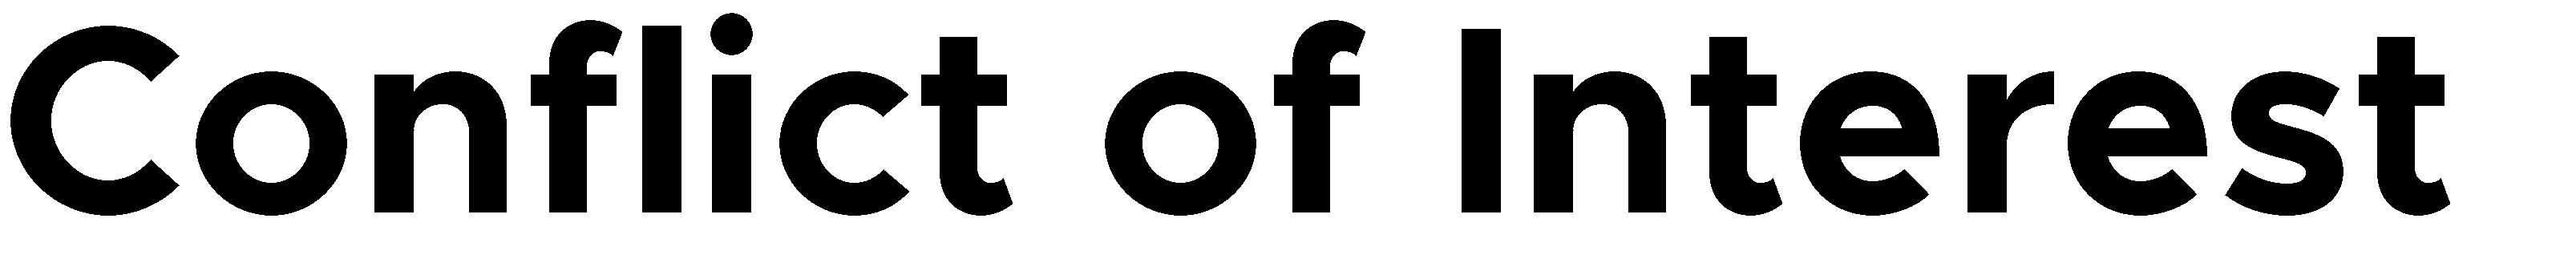 Conflict of Interest